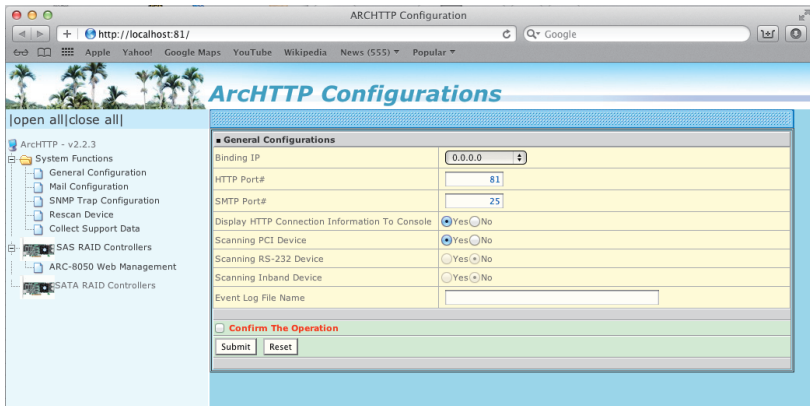 ARCHTTP Configuration
http://localhost:81/
Google
Apple Yahoo! Google Maps YouTube Wikipedia News (555) Popular
ArcHTTP Configurations
|open all|close all|
ArcHTTP - v2.2.3
System Functions
General Configuration
Mail Configuration
SNMP Trap Configuration
Rescan Device
Collect Support Data
SAS RAID Controllers
ARC-8050 Web Management
SATA RAID Controllers
General Configurations
Binding IP 0.0.0.0
HTTP Port# 81
SMTP Port# 25
Display HTTP Connection Information To Console Yes No
Scanning PCI Device Yes No
Scanning RS-232 Device Yes No
Scanning Inband Device Yes No
Event Log File Name
Confirm The Operation
Submit Reset